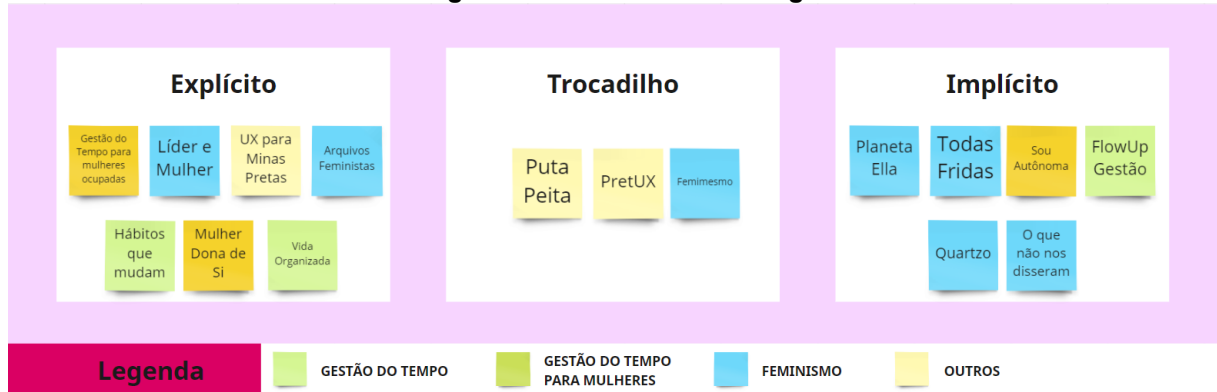 Explícito
Gestão do
Tempo para
mulheres
ocupadas
Líder e
Mulher
UX para
Minas
Pretas
Arquivos
Feministas
Hábitos
que
mudam
Mulher
Dona de
Si
Vida
Organizada
Trocadilho
Puta
Peita
PretUX
Femimesmo
Implícito
Planeta
Ella
Todas
Fridas
Sou
Autônoma
FlowUp
Gestão
Quartzo
O que
não nos
disseram
Legenda
GESTÃO DO TEMPO
GESTÃO DO TEMPO
PARA MULHERES
FEMINISMO
OUTROS